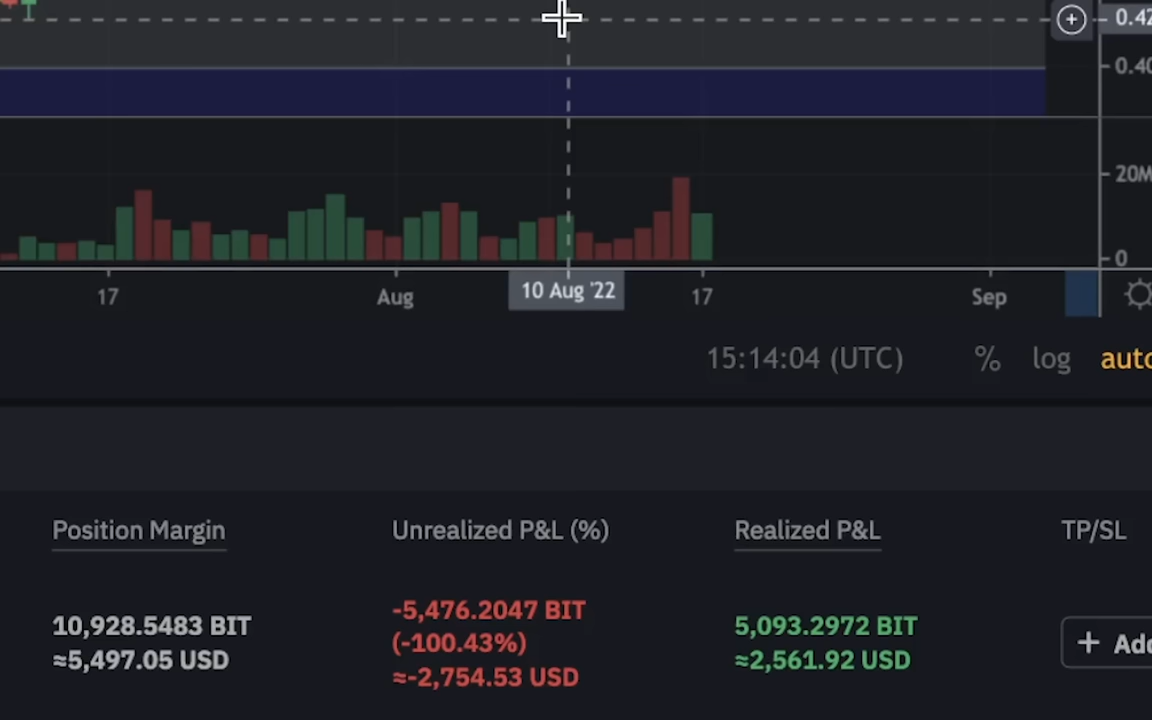 0.42
0.40
20M
0
17 Aug 10 Aug '22 17 Sep
15:14:04 (UTC) % log auto
Position Margin Unrealized P&L (%) Realized P&L TP/SL
10,928.5483 BIT
≈5,497.05 USD
-5,476.2047 BIT
(-100.43%)
≈-2,754.53 USD
5,093.2972 BIT
≈2,561.92 USD
+ Add